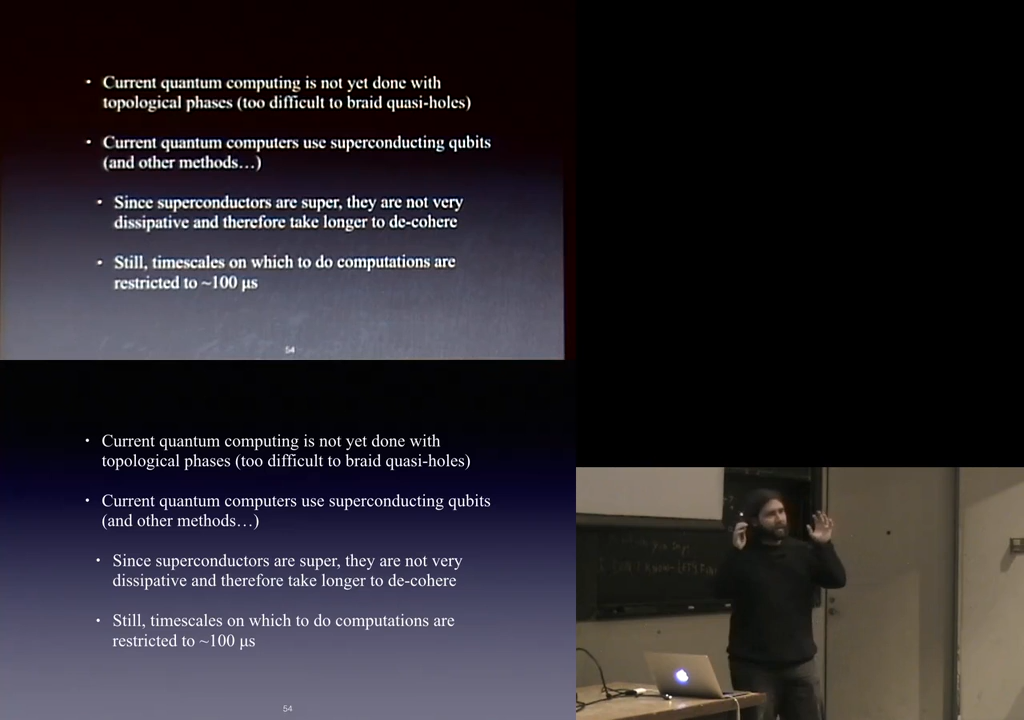 • Current quantum computing is not yet done with
topological phases (too difficult to braid quasi-holes)
• Current quantum computers use superconducting qubits
(and other methods…)
• Since superconductors are super, they are not very
dissipative and therefore take longer to de-cohere
• Still, timescales on which to do computations are
restricted to ~100 μs
54
• Current quantum computing is not yet done with
topological phases (too difficult to braid quasi-holes)
• Current quantum computers use superconducting qubits
(and other methods…)
• Since superconductors are super, they are not very
dissipative and therefore take longer to de-cohere
• Still, timescales on which to do computations are
restricted to ~100 μs
54